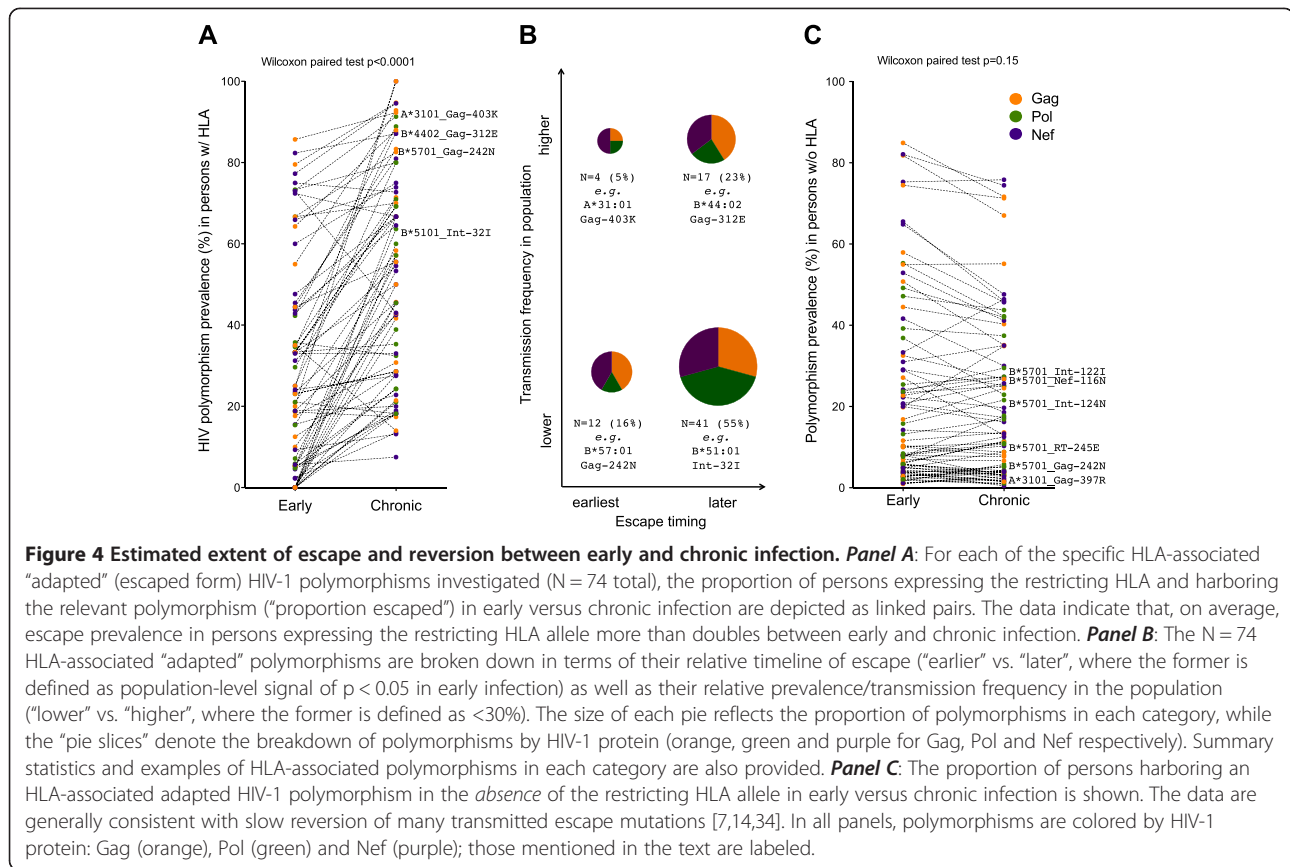 A
Wilcoxon paired test p<0.0001
HIV polymorphism prevalence (%) in persons w/ HLA
100
80
60
40
20
0
A*3101_Gag-403K
B*4402_Gag-312E
B*5701_Gag-242N
B*5101_Int-32I
Early
Chronic
B
Transmission frequency in population
higher
lower
N=4 (5%)
e.g.
A*31:01
Gag-403K
N=17 (23%)
e.g.
B*44:02
Gag-312E
N=12 (16%)
e.g.
B*57:01
Gag-242N
N=41 (55%)
e.g.
B*51:01
Int-32I
earliest
later
Escape timing
C
Wilcoxon paired test p=0.15
Polymorphism prevalence (%) in persons w/o HLA
100
80
60
40
20
0
Gag
Pol
Nef
B*5701_Int-122I
B*5701_Nef-116N
B*5701_Int-124N
B*5701_RT-245E
B*5701_Gag-242N
A*3101_Gag-397R
Early
Chronic
Figure 4 Estimated extent of escape and reversion between early and chronic infection. Panel A: For each of the specific HLA-associated
"adapted" (escaped form) HIV-1 polymorphisms investigated (N = 74 total), the proportion of persons expressing the restricting HLA and harboring
the relevant polymorphism ("proportion escaped") in early versus chronic infection are depicted as linked pairs. The data indicate that, on average,
escape prevalence in persons expressing the restricting HLA allele more than doubles between early and chronic infection. Panel B: The N = 74
HLA-associated "adapted" polymorphisms are broken down in terms of their relative timeline of escape ("earlier" vs. "later", where the former is
defined as population-level signal of p < 0.05 in early infection) as well as their relative prevalence/transmission frequency in the population
("lower" vs. "higher", where the former is defined as <30%). The size of each pie reflects the proportion of polymorphisms in each category, while
the "pie slices" denote the breakdown of polymorphisms by HIV-1 protein (orange, green and purple for Gag, Pol and Nef respectively). Summary
statistics and examples of HLA-associated polymorphisms in each category are also provided. Panel C: The proportion of persons harboring an
HLA-associated adapted HIV-1 polymorphism in the absence of the restricting HLA allele in early versus chronic infection is shown. The data are
generally consistent with slow reversion of many transmitted escape mutations [7,14,34]. In all panels, polymorphisms are colored by HIV-1
protein: Gag (orange), Pol (green) and Nef (purple); those mentioned in the text are labeled.